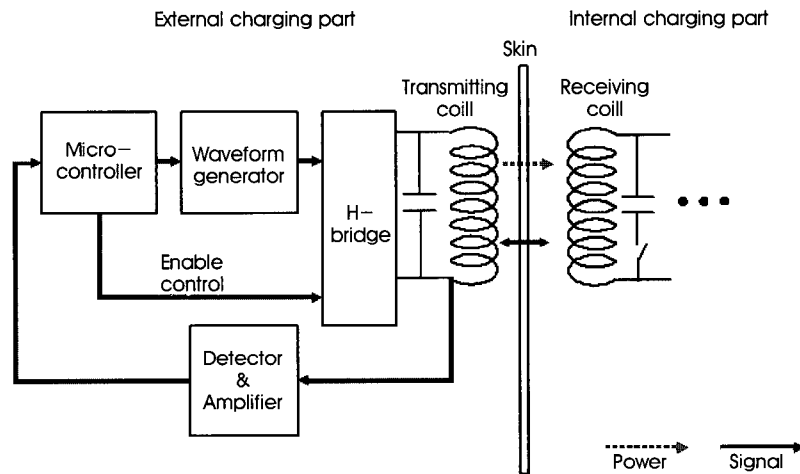 External charging part
Internal charging part
Skin
Transmitting
coill
Receiving
coill
Micro-
controller
Waveform
generator
H-
bridge
Enable
control
Detector
&
Amplifier
Power
Signal